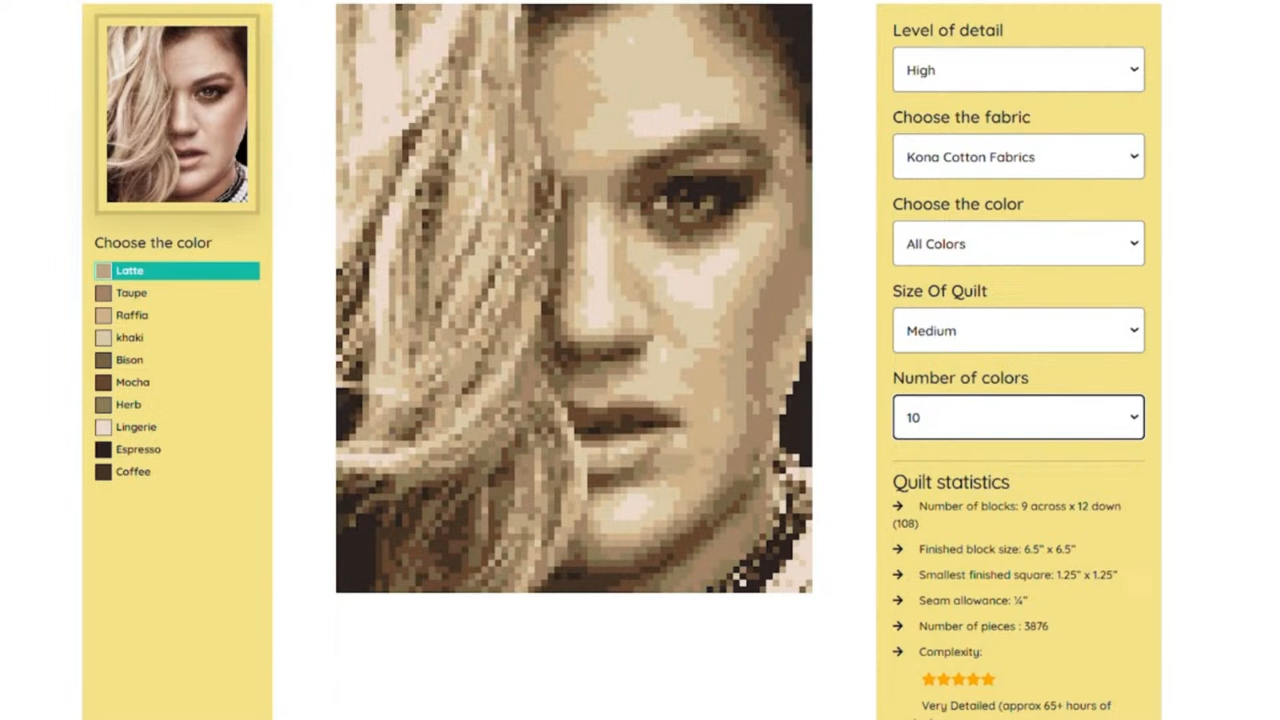 Choose the color
Latte
Taupe
Raffia
khaki
Bison
Mocha
Herb
Lingerie
Espresso
Coffee
Level of detail
High
Choose the fabric
Kona Cotton Fabrics
Choose the color
All Colors
Size Of Quilt
Medium
Number of colors
10
Quilt statistics
Number of blocks: 9 across x 12 down
(108)
Finished block size: 6.5” x 6.5”
Smallest finished square: 1.25” x 1.25”
Seam allowance: ¼”
Number of pieces : 3876
Complexity:
Very Detailed (approx 65+ hours of